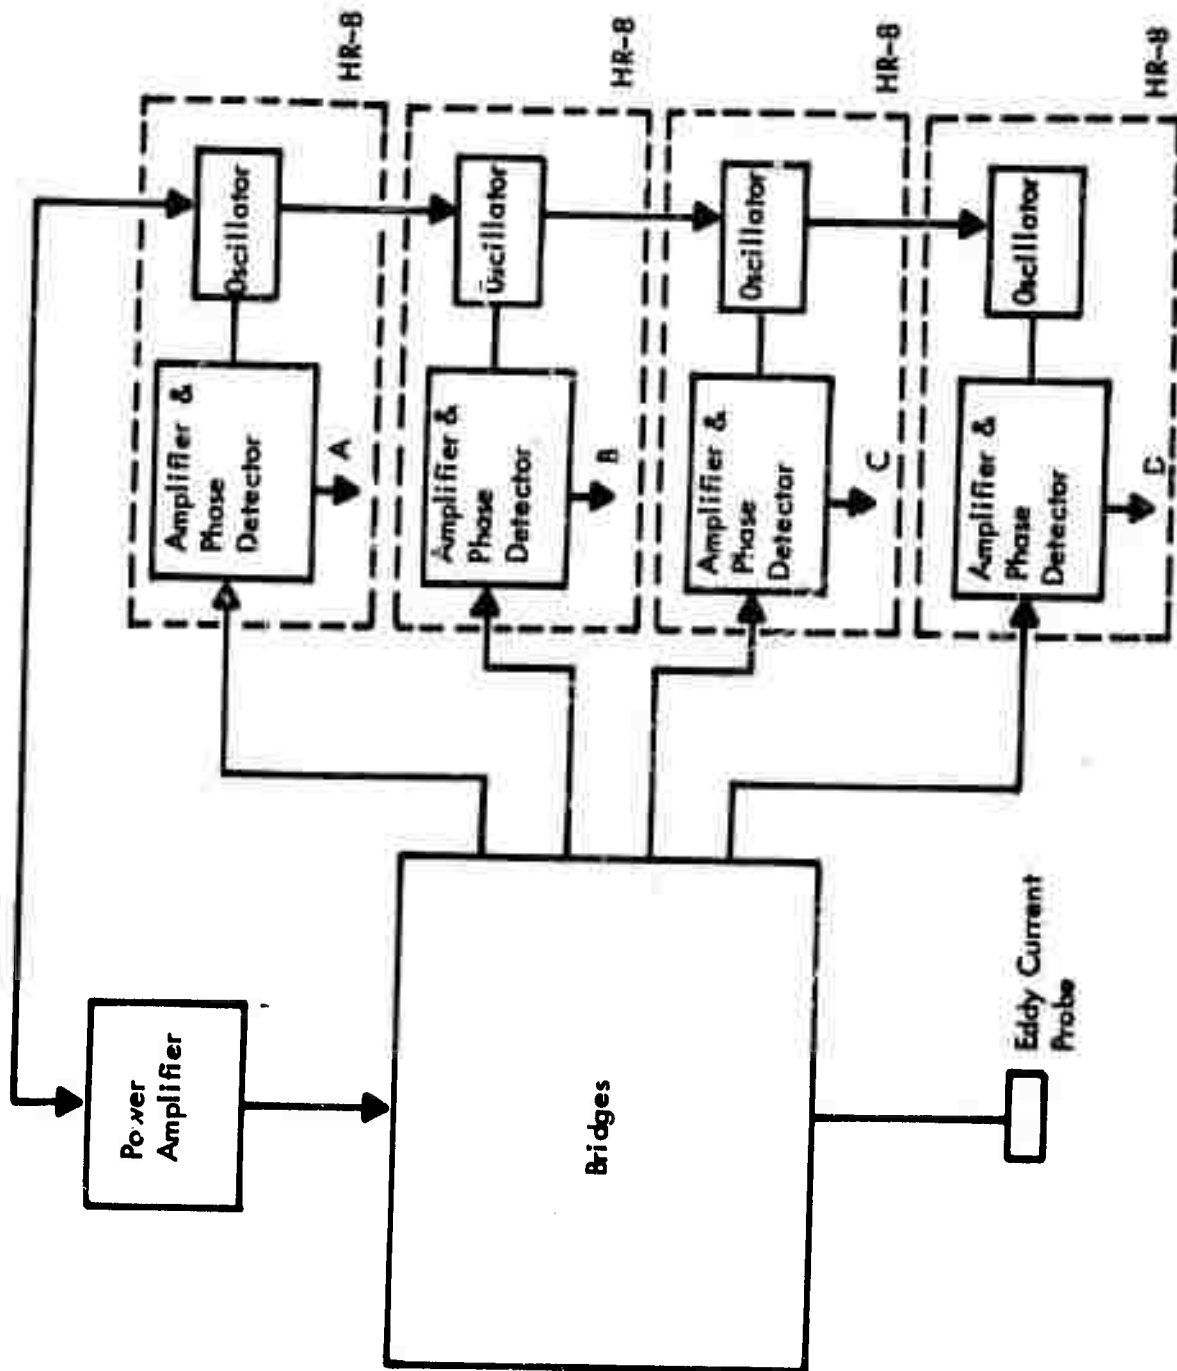 Power
Amplifier
Bridges
Eddy Current
Probe
Amplifier &
Phase
Detector
Oscillator
A
HR-8
Amplifier &
Phase
Detector
Oscillator
B
HR-8
Amplifier &
Phase
Detector
Oscillator
C
HR-8
Amplifier &
Phase
Detector
Oscillator
D
HR-8